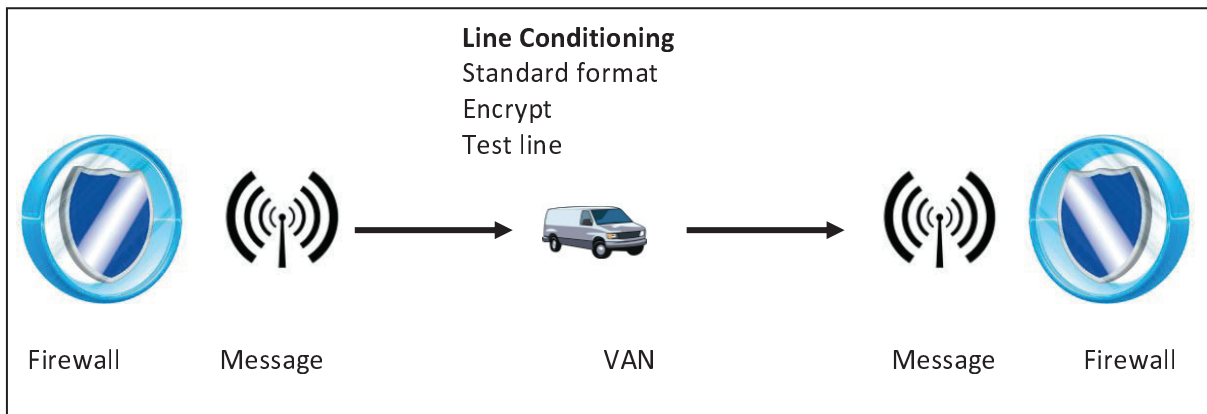 Line Conditioning
Standard format
Encrypt
Test line
Firewall Message VAN Message Firewall